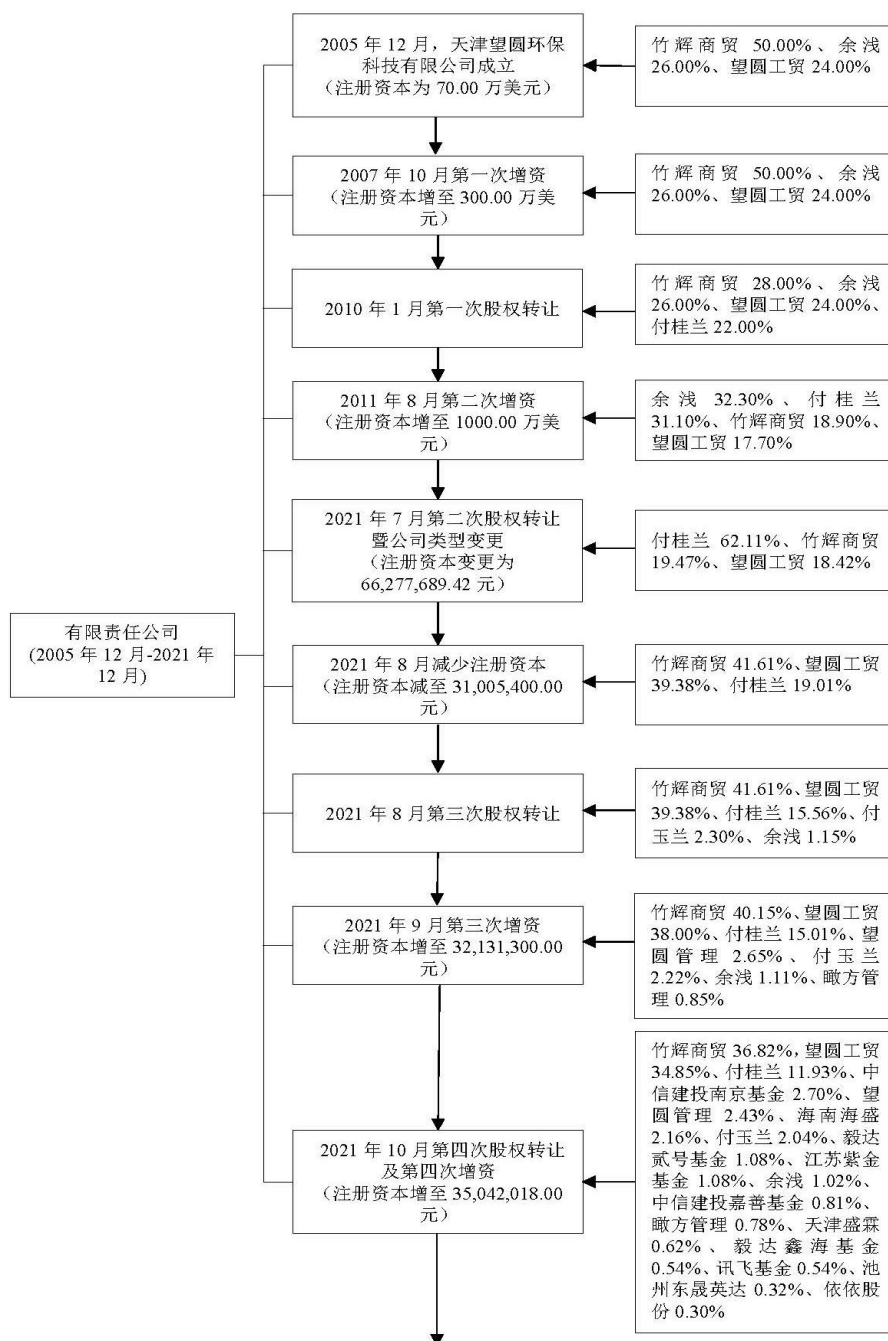 2005 年 12 月，天津望圆环保
科技有限公司成立
（注册资本为 70.00 万美元）
竹辉商贸 50.00%、余浅
26.00%、望圆工贸 24.00%
2007 年 10 月第一次增资
（注册资本增至 300.00 万美
元）
竹辉商贸 50.00%、余浅
26.00%、望圆工贸 24.00%
2010 年 1 月第一次股权转让
竹辉商贸 28.00%、余浅
26.00%、望圆工贸 24.00%、
付桂兰 22.00%
2011 年 8 月第二次增资
（注册资本增至 1000.00 万美
元）
余浅 32.30%、付桂兰
31.10%、竹辉商贸 18.90%、
望圆工贸 17.70%
2021 年 7 月第二次股权转让
暨公司类型变更
（注册资本变更为
66,277,689.42 元）
付桂兰 62.11%、竹辉商贸
19.47%、望圆工贸 18.42%
有限责任公司
(2005 年 12 月-2021 年
12 月)
2021 年 8 月减少注册资本
（注册资本减至 31,005,400.00
元）
竹辉商贸 41.61%、望圆工贸
39.38%、付桂兰 19.01%
2021 年 8 月第三次股权转让
竹辉商贸 41.61%、望圆工贸
39.38%、付桂兰 15.56%、付
玉兰 2.30%、余浅 1.15%
2021 年 9 月第三次增资
（注册资本增至 32,131,300.00
元）
竹辉商贸 40.15%、望圆工贸
38.00%、付桂兰 15.01%、望
圆管理 2.65%、付玉兰
2.22%、余浅 1.11%、瞰方管
理 0.85%
2021 年 10 月第四次股权转让
及第四次增资
（注册资本增至 35,042,018.00
元）
竹辉商贸 36.82%，望圆工贸
34.85%、付桂兰 11.93%、中
信建投南京基金 2.70%、望
圆管理 2.43%、海南海盛
2.16%、付玉兰 2.04%、毅达
贰号基金 1.08%、江苏紫金
基金 1.08%、余浅 1.02%、
中信建投嘉善基金 0.81%、
瞰方管理 0.78%、天津盛霖
0.62%、毅达鑫海基金
0.54%、讯飞基金 0.54%、池
州东晟英达 0.32%、依依股
份 0.30%